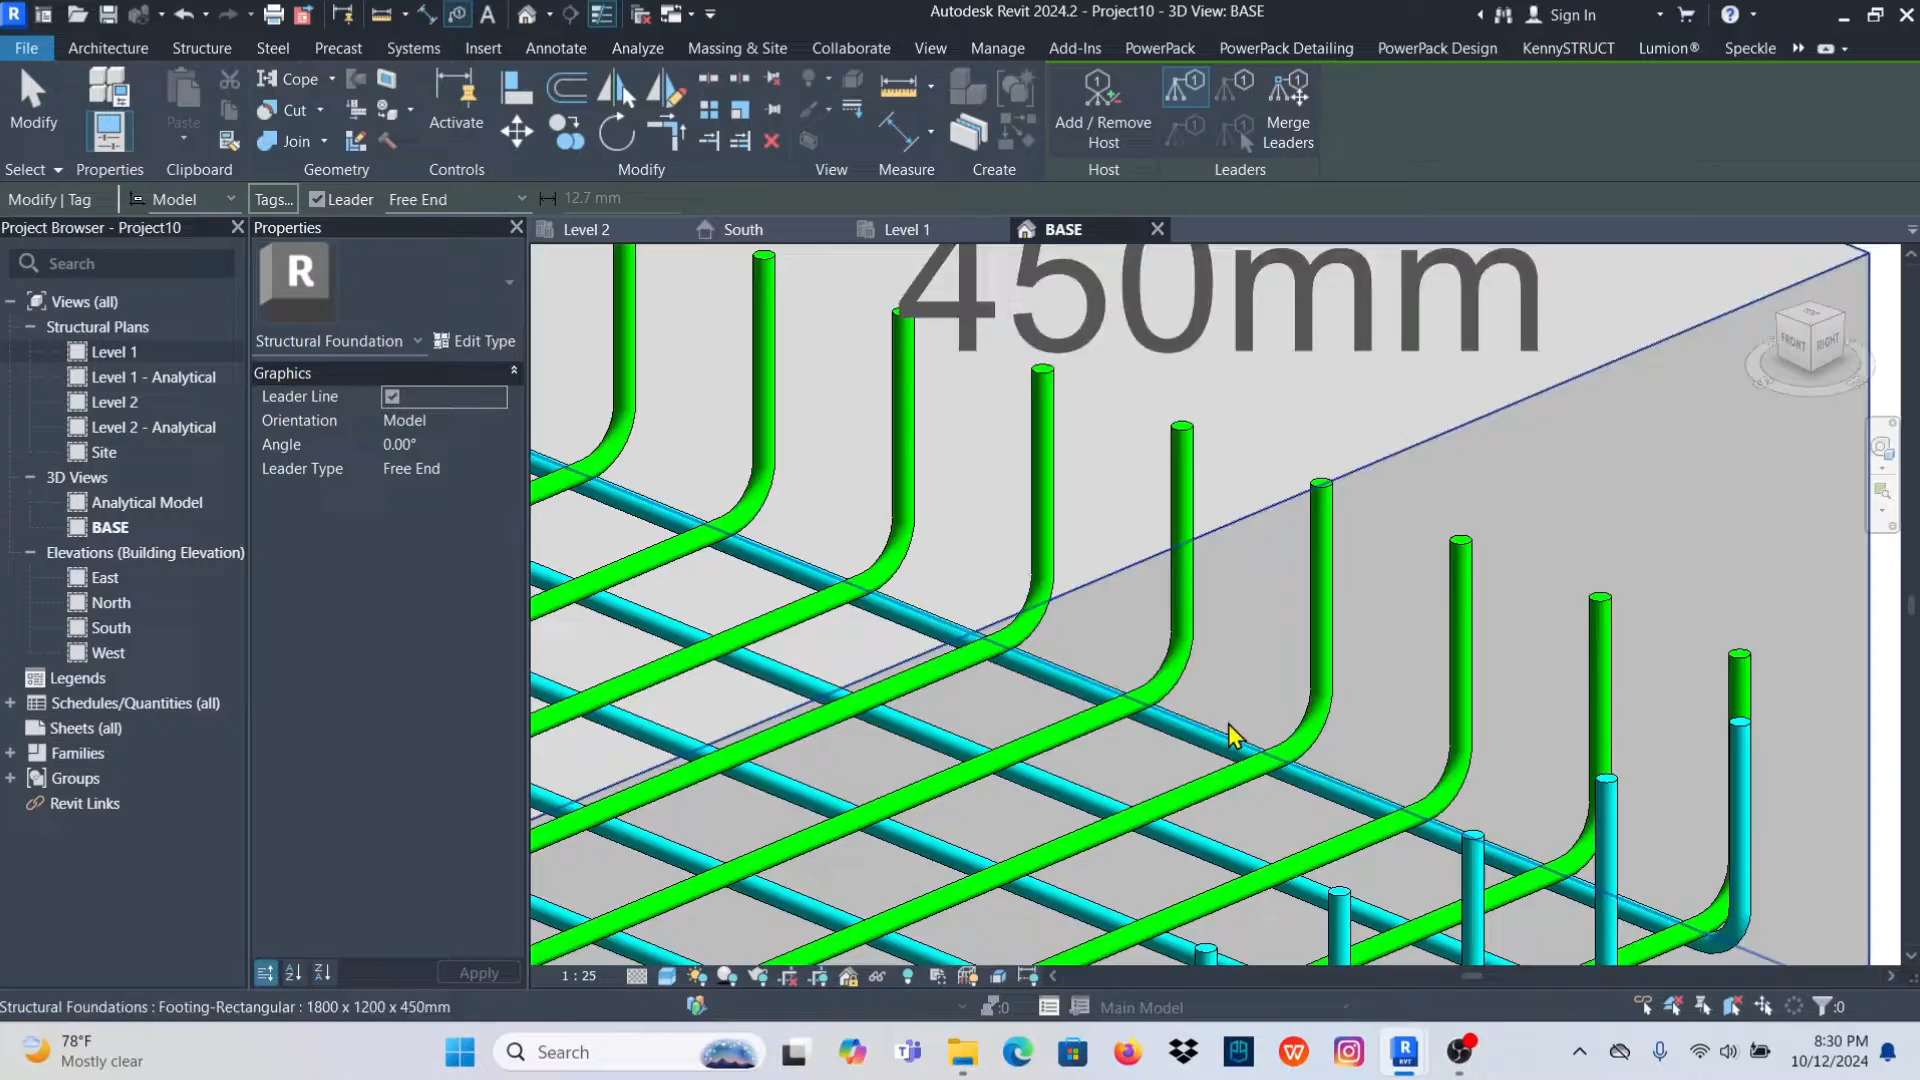 Autodesk Revit 2024.2 - Project10 - 3D View: BASE
Sign In
File Architecture Structure Steel Precast Systems Insert Annotate Analyze Massing & Site Collaborate View Manage Add-Ins PowerPack PowerPack Detailing PowerPack Design KennySTRUCT Lumion® Speckle
Modify
Paste
Cope
Cut
Join
Activate
Add / Remove
Host
Merge
Leaders
Select Properties Clipboard Geometry Controls Modify View Measure Create Host Leaders
Modify | Tag Model Tags... Leader Free End 12.7 mm
Project Browser - Project10
Search
Views (all)
Structural Plans
Level 1
Level 1 - Analytical
Level 2
Level 2 - Analytical
Site
3D Views
Analytical Model
BASE
Elevations (Building Elevation)
East
North
South
West
Legends
Schedules/Quantities (all)
Sheets (all)
Families
Groups
Revit Links
Properties
R
Structural Foundation Edit Type
Graphics
Leader Line
Orientation Model
Angle 0.00°
Leader Type Free End
Apply
Level 2 South Level 1 BASE
450mm
FRONT RIGHT
1 : 25
Structural Foundations : Footing-Rectangular : 1800 x 1200 x 450mm
:0
Main Model
:0
78°F
Mostly clear
Search
8:30 PM
10/12/2024